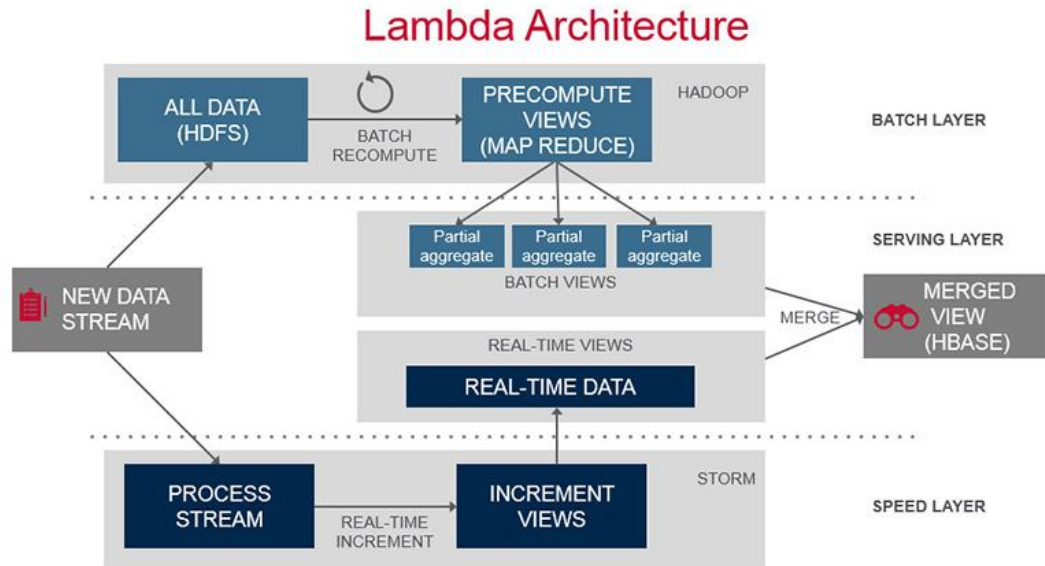 Lambda Architecture
HADOOP
ALL DATA
(HDFS)
BATCH
RECOMPUTE
PRECOMPUTE
VIEWS
(MAP REDUCE)
BATCH LAYER
Partial
aggregate
Partial
aggregate
Partial
aggregate
BATCH VIEWS
SERVING LAYER
NEW DATA
STREAM
MERGE
MERGED
VIEW
(HBASE)
REAL-TIME VIEWS
REAL-TIME DATA
STORM
PROCESS
STREAM
REAL-TIME
INCREMENT
INCREMENT
VIEWS
SPEED LAYER